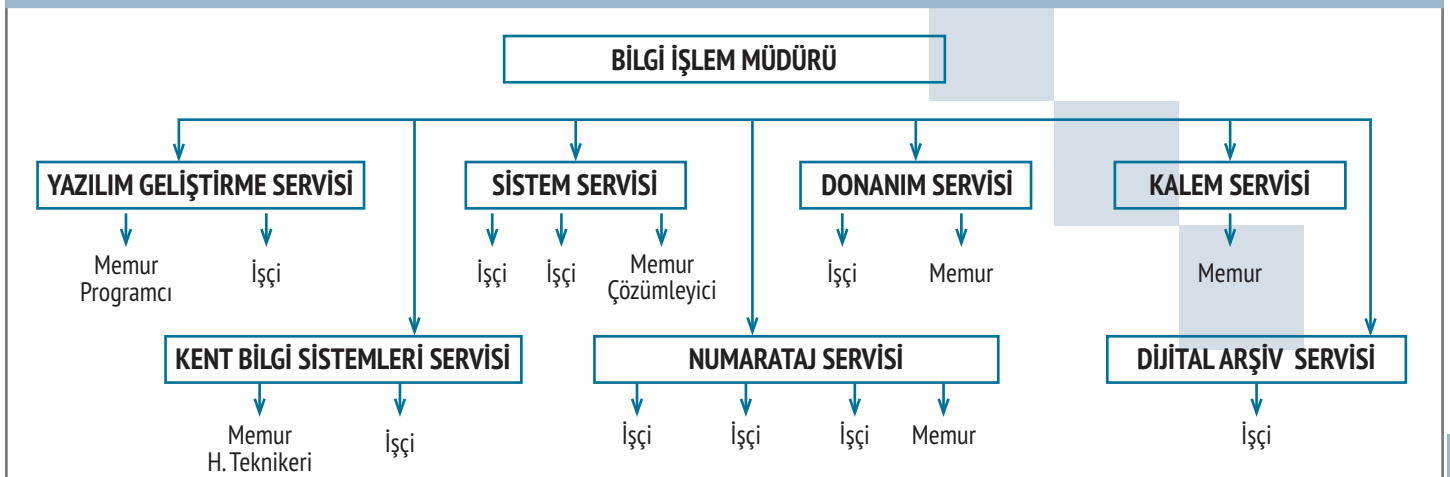 BİLGİ İŞLEM MÜDÜRÜ
YAZILIM GELİŞTİRME SERVİSİ
SİSTEM SERVİSİ
DONANIM SERVİSİ
KALEM SERVİSİ
Memur
Programcı
İşçi
İşçi
İşçi
Memur
Çözümleyici
İşçi
Memur
Memur
KENT BİLGİ SİSTEMLERİ SERVİSİ
NUMARATAJ SERVİSİ
DİJİTAL ARŞİV SERVİSİ
Memur
H. Teknikeri
İşçi
İşçi
İşçi
İşçi
Memur
İşçi